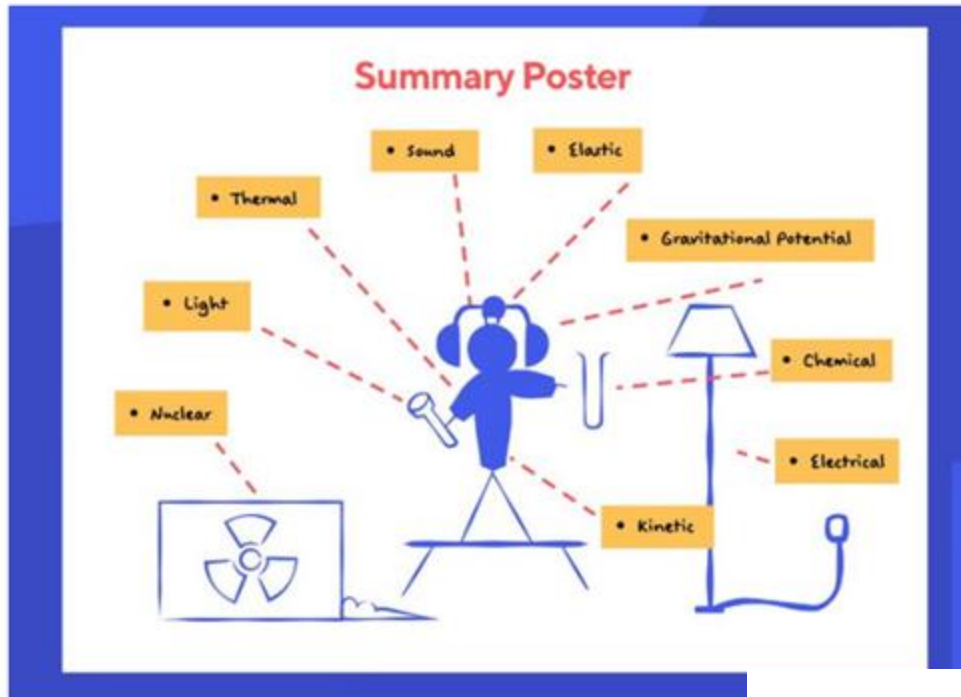 Summary Poster
• Sound
• Elastic
• Thermal
• Gravitational Potential
• Light
• Chemical
• Nuclear
• Electrical
• Kinetic